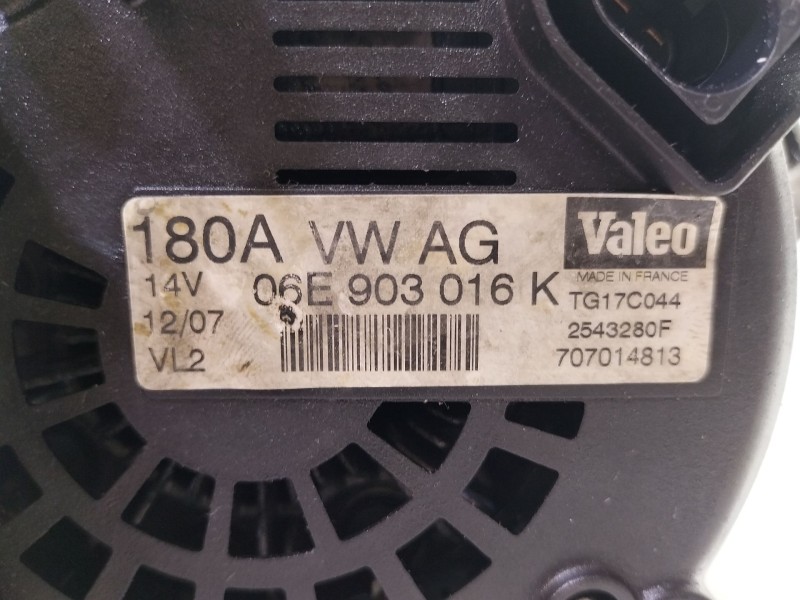 180A VW AG
Valeo
MADE IN FRANCE
14V
06E 903 016 K
TG17C044
12/07
2543280F
VL2
707014813